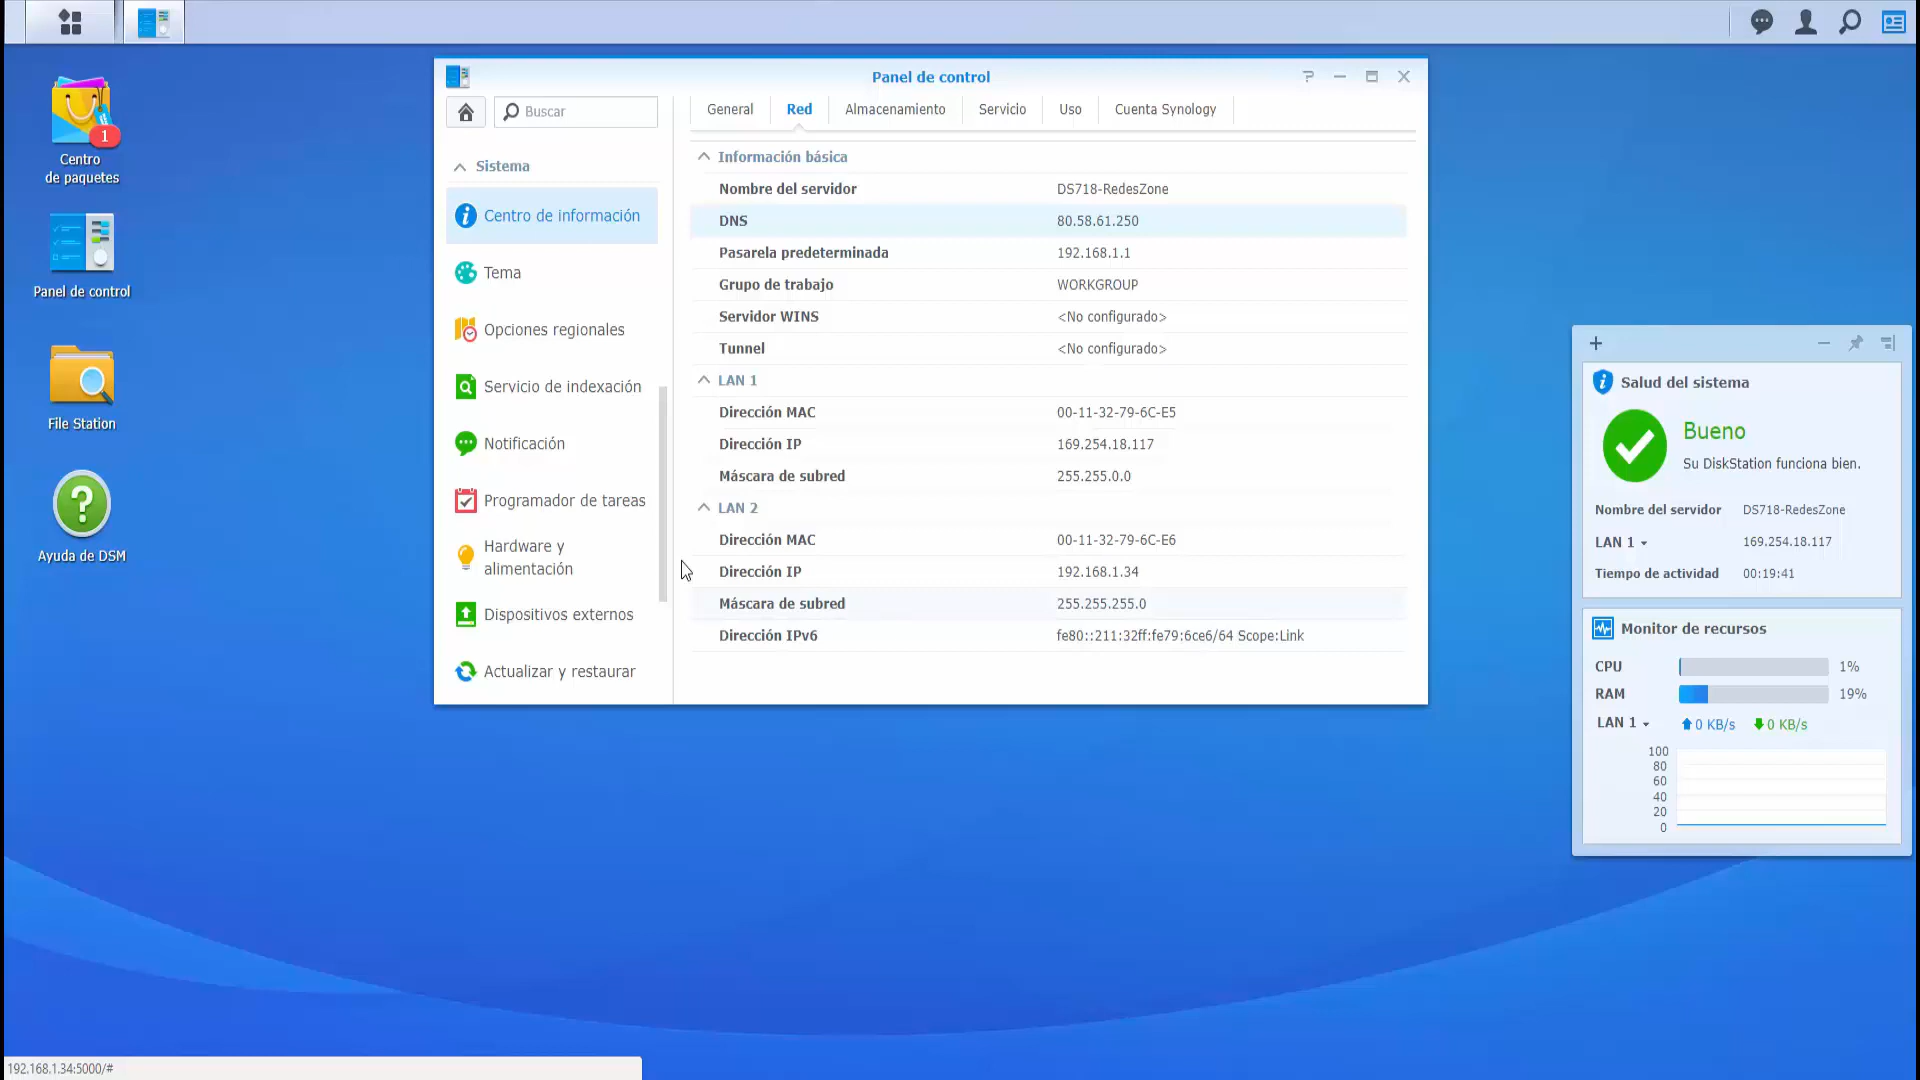 Panel de control
Buscar
General Red Almacenamiento Servicio Uso Cuenta Synology
Sistema
Centro de información
Tema
Opciones regionales
Servicio de indexación
Notificación
Programador de tareas
Hardware y
alimentación
Dispositivos externos
Actualizar y restaurar
Información básica
Nombre del servidor DS718-RedesZone
DNS 80.58.61.250
Pasarela predeterminada 192.168.1.1
Grupo de trabajo WORKGROUP
Servidor WINS <No configurado>
Tunnel <No configurado>
LAN 1
Dirección MAC 00-11-32-79-6C-E5
Dirección IP 169.254.18.117
Máscara de subred 255.255.0.0
LAN 2
Dirección MAC 00-11-32-79-6C-E6
Dirección IP 192.168.1.34
Máscara de subred 255.255.255.0
Dirección IPv6 fe80::211:32ff:fe79:6ce6/64 Scope:Link
1
Centro
de paquetes
Panel de control
File Station
Ayuda de DSM
Salud del sistema
Bueno
Su DiskStation funciona bien.
Nombre del servidor DS718-RedesZone
LAN 1 169.254.18.117
Tiempo de actividad 00:19:41
Monitor de recursos
CPU 1%
RAM 19%
LAN 1 0 KB/s 0 KB/s
100
80
60
40
20
0
192.168.1.34:5000/#